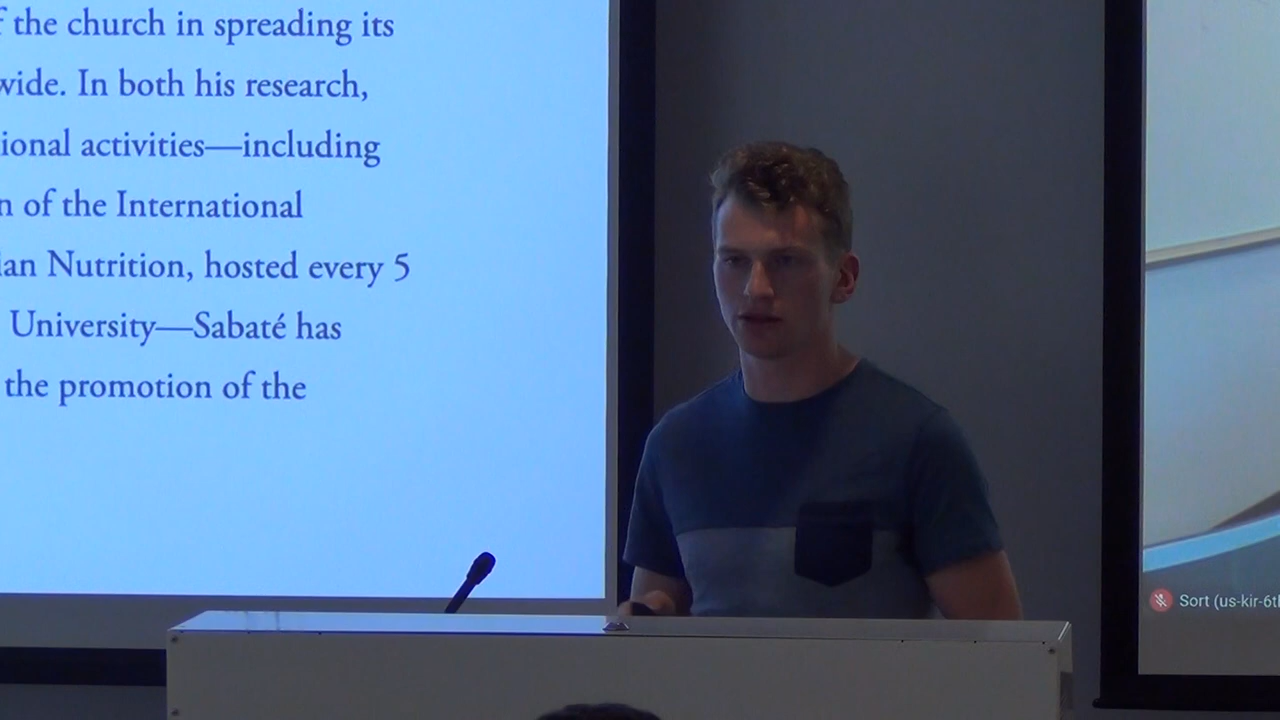 the church in spreading its
wide. In both his research,
ional activities—including
n of the International
ian Nutrition, hosted every 5
University—Sabaté has
the promotion of the
Sort (us-kir-6t